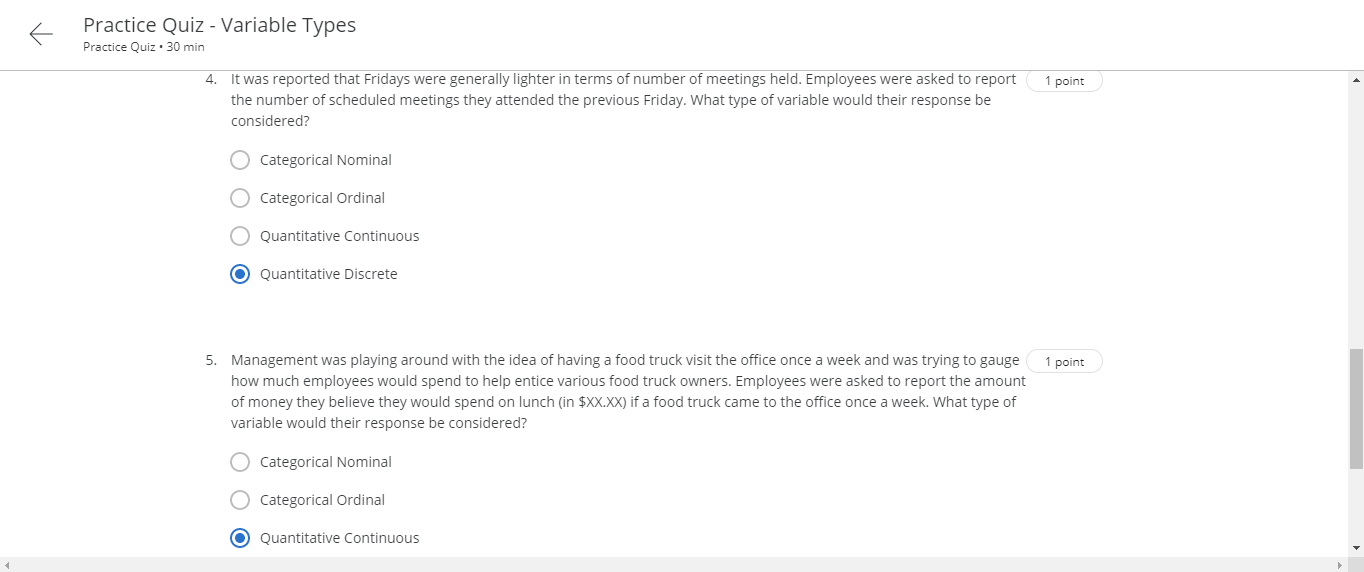 Practice Quiz - Variable Types
Practice Quiz • 30 min
4. It was reported that Fridays were generally lighter in terms of number of meetings held. Employees were asked to report 1 point
the number of scheduled meetings they attended the previous Friday. What type of variable would their response be
considered?
Categorical Nominal
Categorical Ordinal
Quantitative Continuous
Quantitative Discrete
5. Management was playing around with the idea of having a food truck visit the office once a week and was trying to gauge 1 point
how much employees would spend to help entice various food truck owners. Employees were asked to report the amount
of money they believe they would spend on lunch (in $XX.XX) if a food truck came to the office once a week. What type of
variable would their response be considered?
Categorical Nominal
Categorical Ordinal
Quantitative Continuous